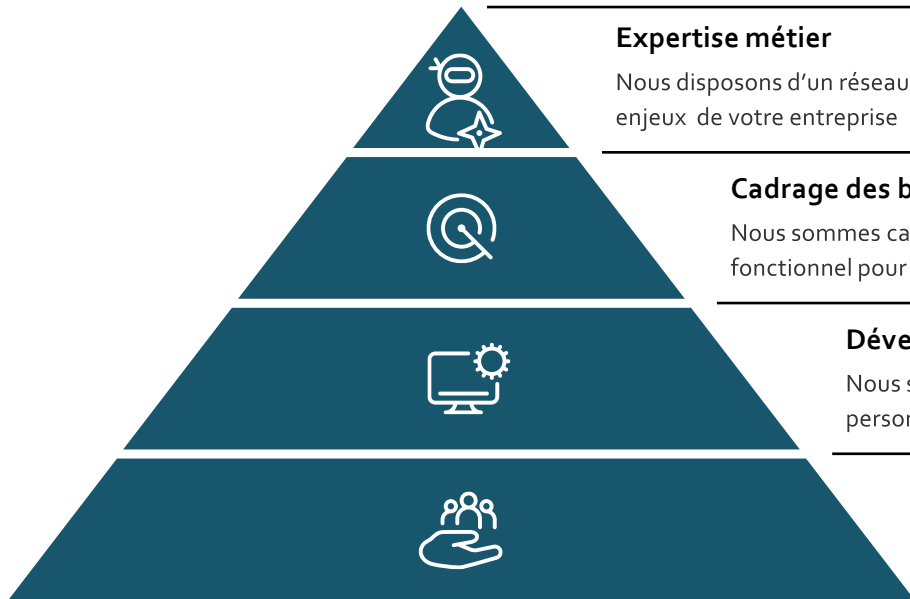 Expertise métier
Nous disposons d’un réseau
enjeux de votre entreprise
Cadrage des b
Nous sommes ca
fonctionnel pour
Déve
Nous s
person